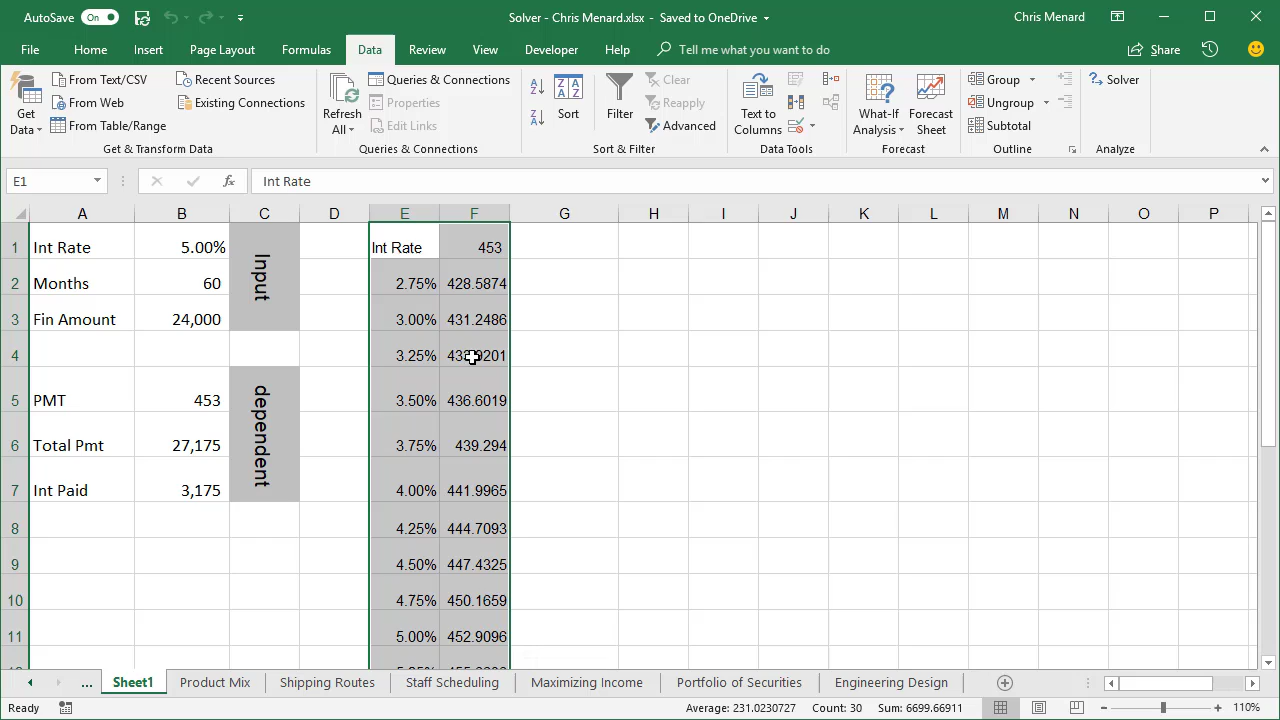 AutoSave On Solver - Chris Menard.xlsx - Saved to OneDrive Chris Menard
File Home Insert Page Layout Formulas Data Review View Developer Help Tell me what you want to do Share
Get Data
From Text/CSV
From Web
From Table/Range
Recent Sources
Existing Connections
Get & Transform Data
Refresh All
Queries & Connections
Properties
Edit Links
Queries & Connections
Sort
Filter
Clear
Reapply
Advanced
Sort & Filter
Text to Columns
Data Tools
What-If Analysis
Forecast Sheet
Forecast
Group
Ungroup
Subtotal
Outline
Solver
Analyze
E1 fx Int Rate
A B C D E F G H I J K L M N O P
1 Int Rate 5.00% Input Int Rate 453
2 Months 60 2.75% 428.5874
3 Fin Amount 24,000 3.00% 431.2486
4 3.25%
5 PMT 453 dependent 3.50% 436.6019
6 Total Pmt 27,175 3.75% 439.294
7 Int Paid 3,175 4.00% 441.9965
8 4.25% 444.7093
9 4.50% 447.4325
10 4.75% 450.1659
11 5.00% 452.9096
... Sheet1 Product Mix Shipping Routes Staff Scheduling Maximizing Income Portfolio of Securities Engineering Design
Ready Average: 231.0230727 Count: 30 Sum: 6699.66911 110%